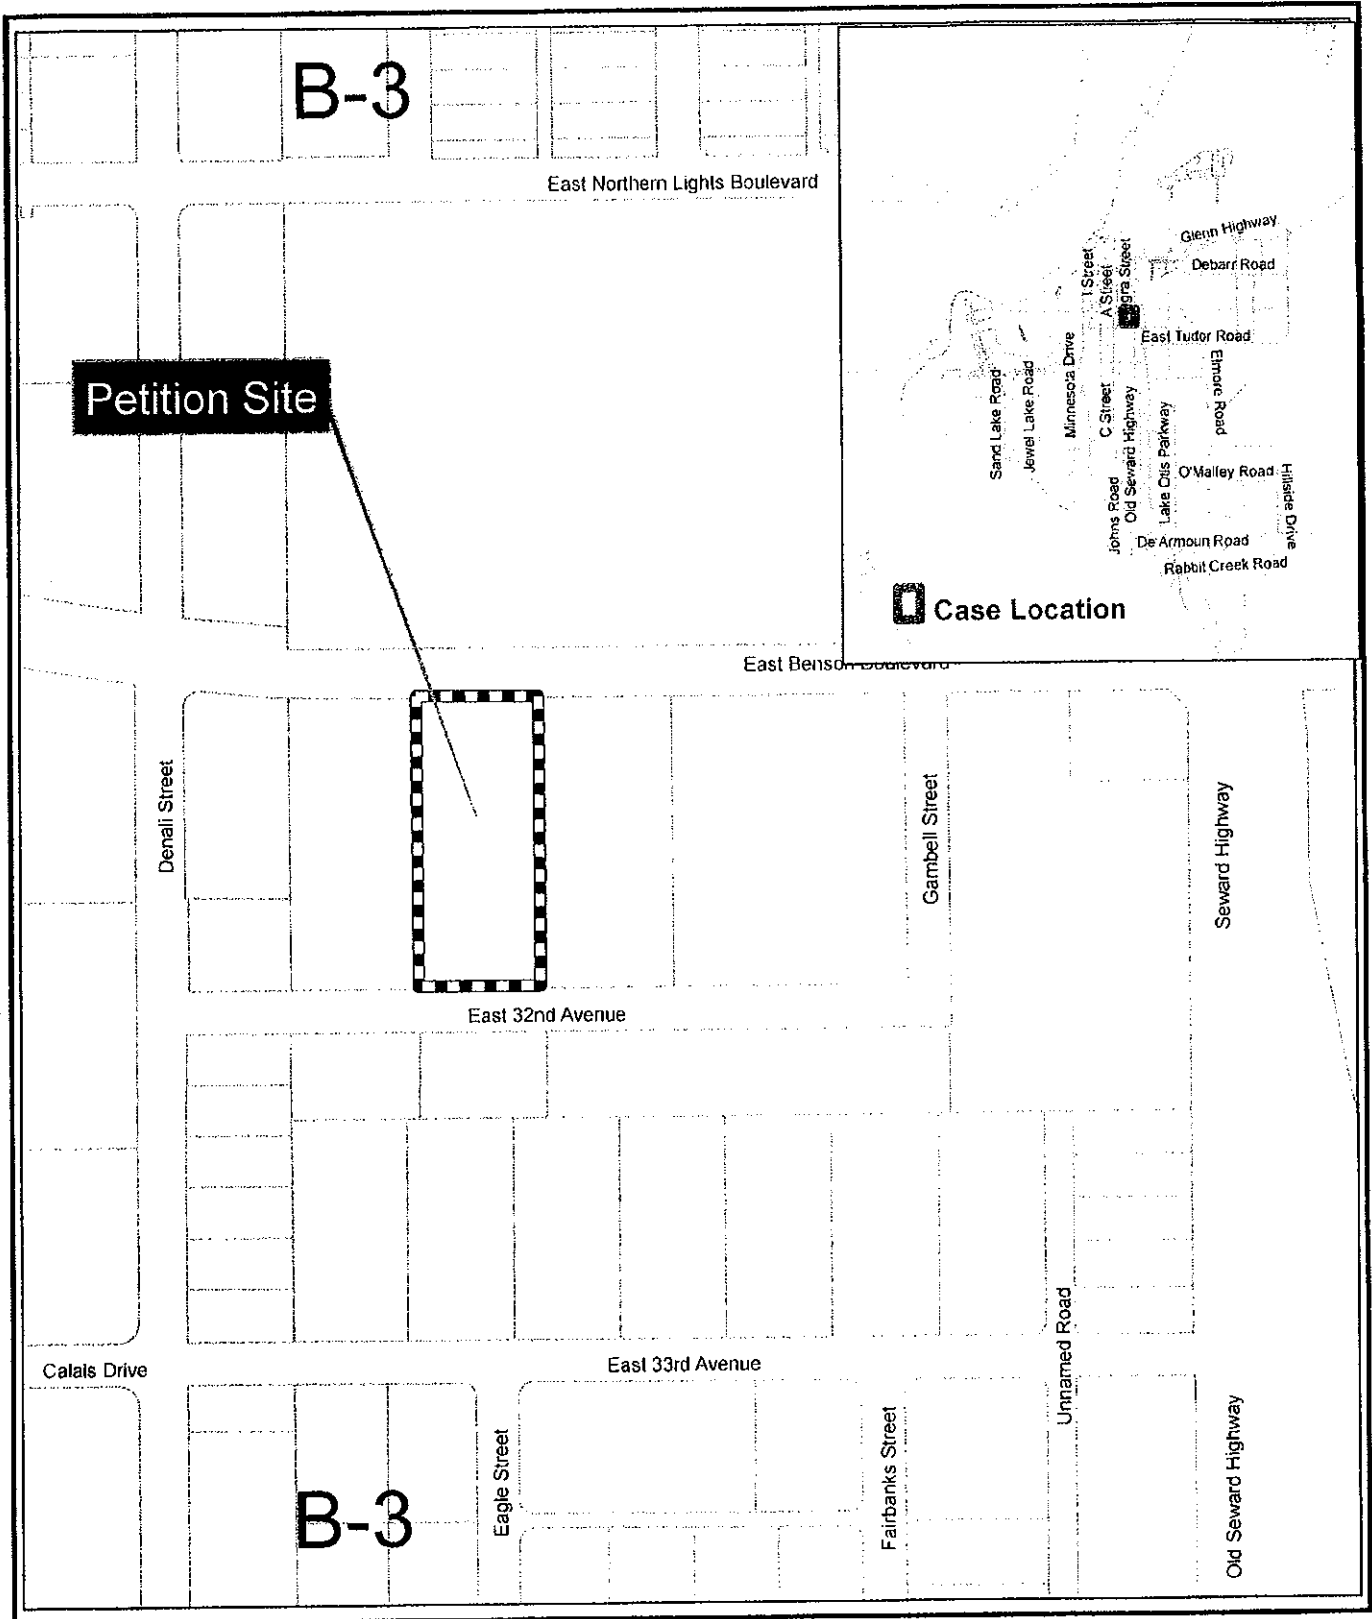 B-3
East Northern Lights Boulevard
Petition Site
Glenn Highway
Debarr Road
I Street
A Street
East Tudor Road
Minnesota Drive
C Street
Old Seward Highway
Sand Lake Road
Jewel Lake Road
Elmore Road
Lake Otis Parkway
O'Malley Road
Hillside Drive
Johns Road
De Armoun Road
Rabbit Creek Road
Case Location
East Benson Boulevard
Denali Street
Gambell Street
Seward Highway
East 32nd Avenue
Calais Drive
East 33rd Avenue
Unnamed Road
Eagle Street
Fairbanks Street
Old Seward Highway
B-3